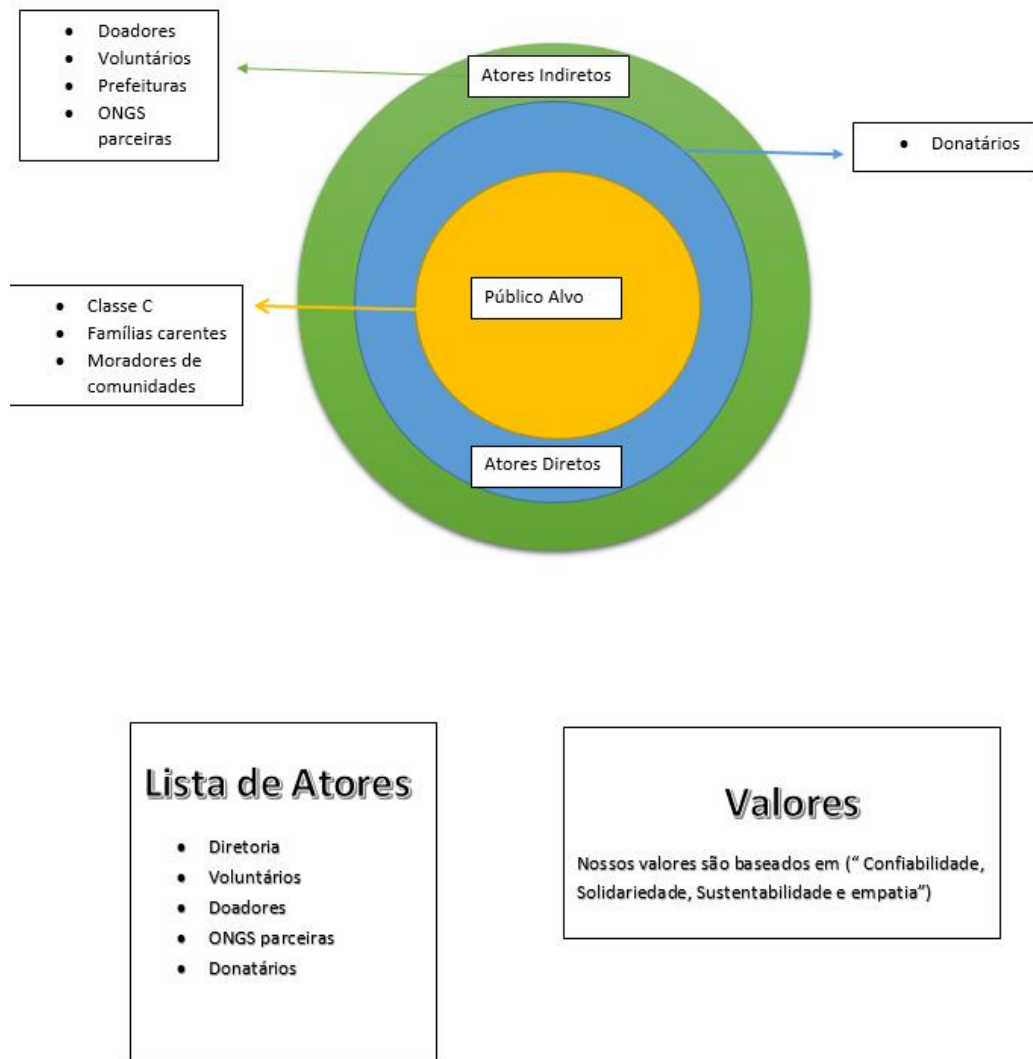 Doadores
Voluntários
Prefeituras
ONGS
parceiras
Atores Indiretos
Donatários
Público Alvo
Classe C
Famílias carentes
Moradores de
comunidades
Atores Diretos
Lista de Atores
Diretoria
Voluntários
Doadores
ONGS parceiras
Donatários
Valores
Nossos valores são baseados em (“ Confiabilidade,
Solidariedade, Sustentabilidade e empatia”)